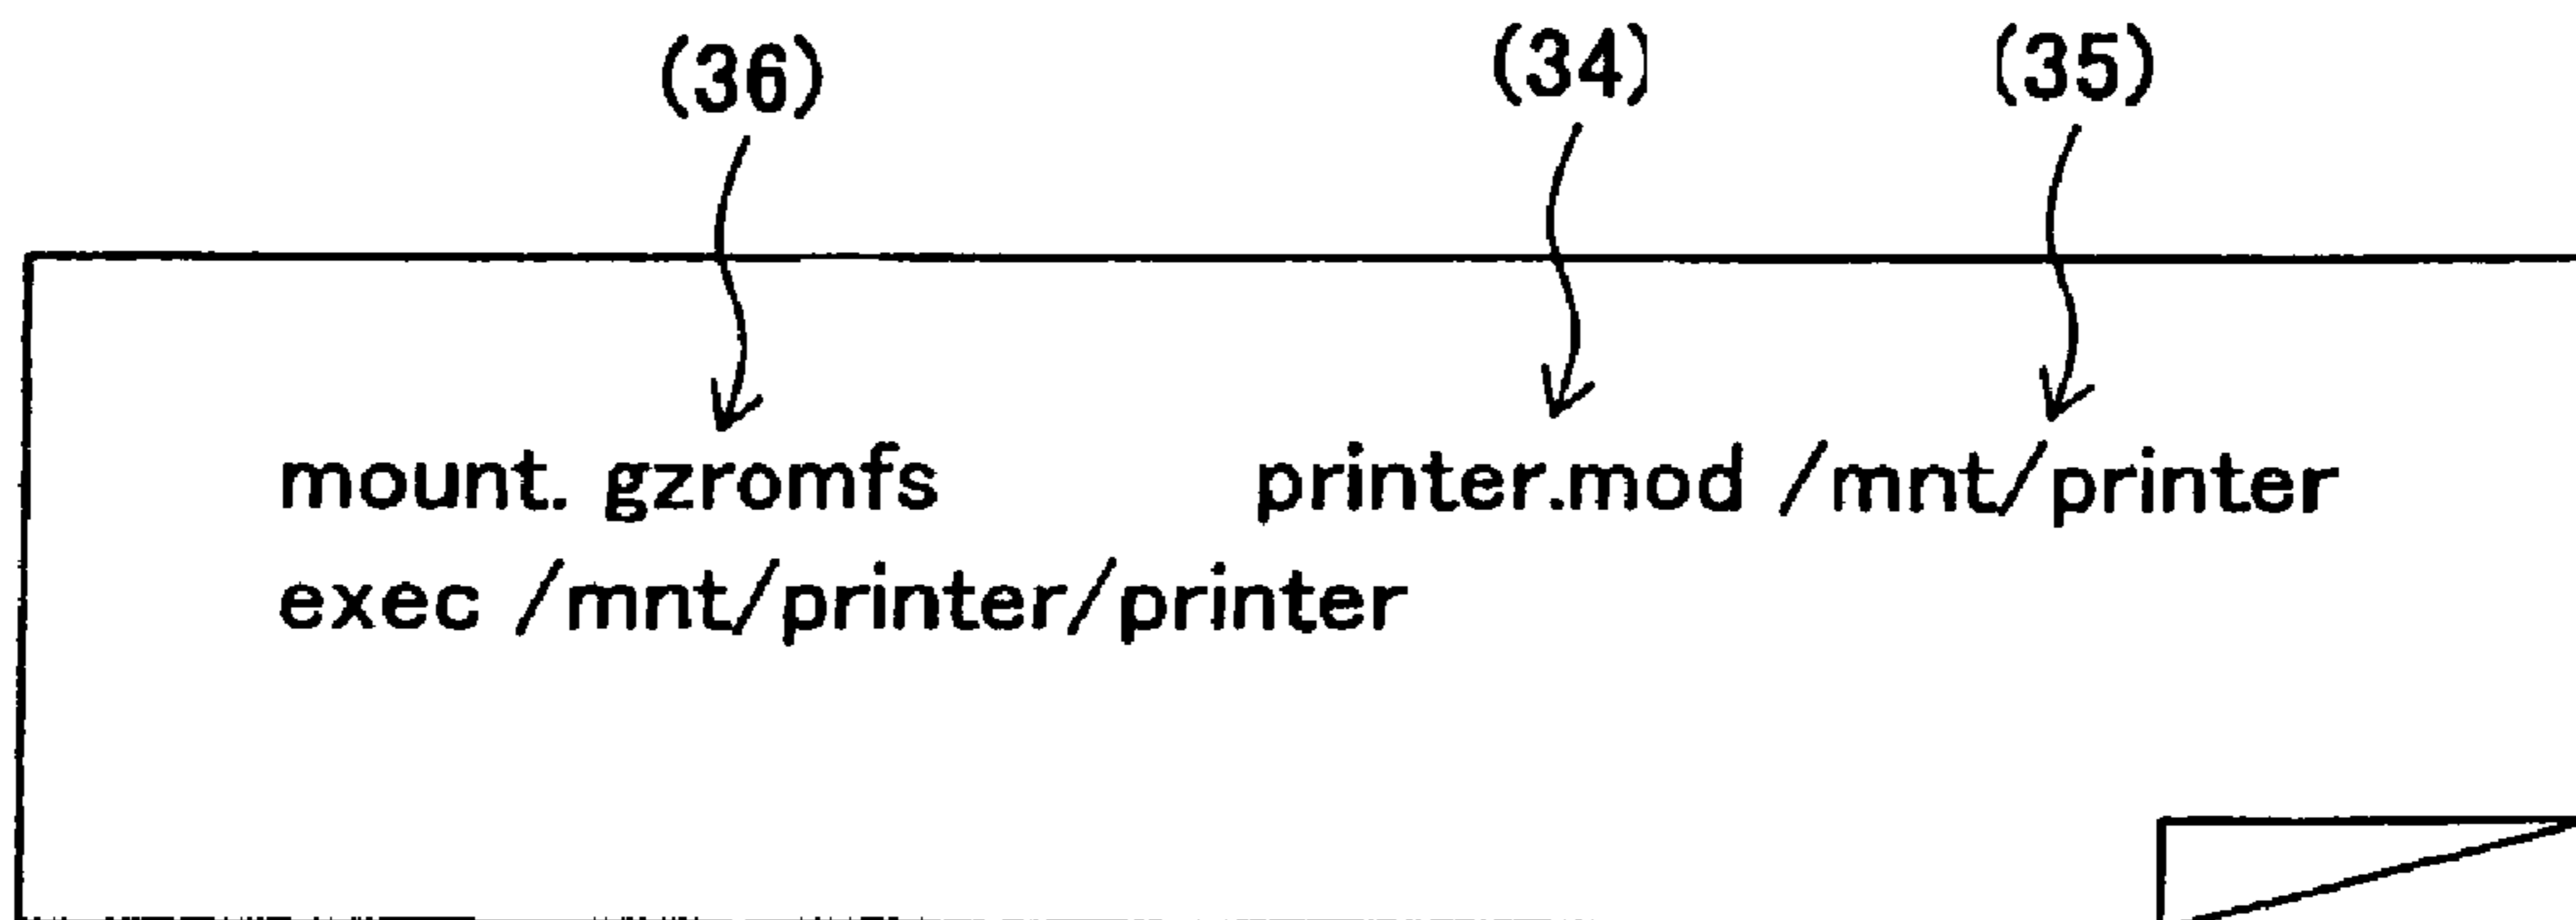 (36) (34) (35)
mount. gzromfs printer.mod /mnt/printer
exec /mnt/printer/printer